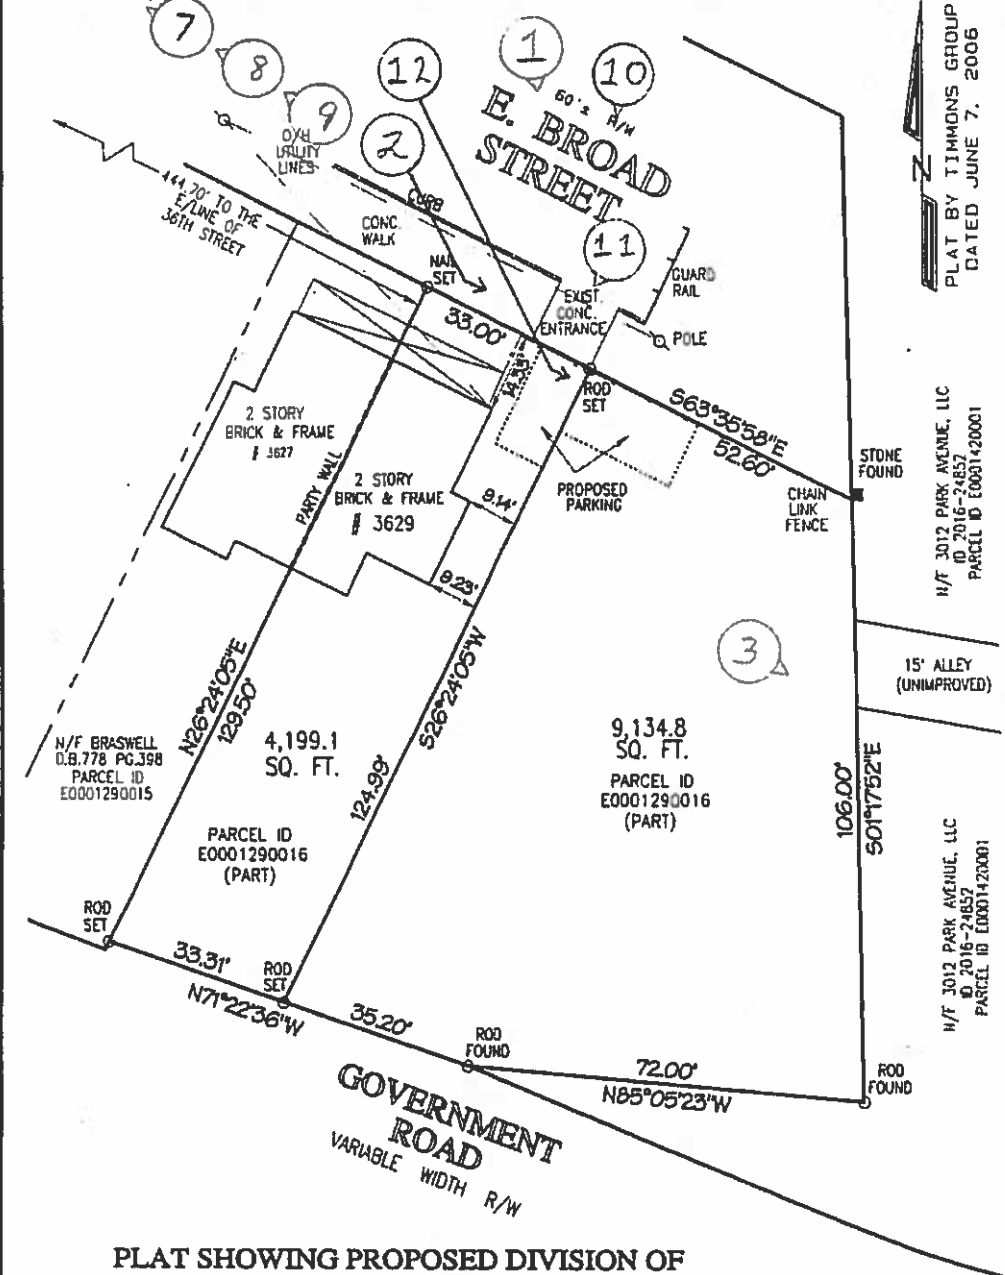 7
8
9
12
2
1
10
11
60'± R/W
E. BROAD
STREET
PLAT BY TIMMONS GROUP
DATED JUNE 7, 2006
O/H
UTILITY
LINES
444.70' TO THE
E/LINE OF
36TH STREET
CURB
CONC.
WALK
NAIL
SET
33.00'
EXIST.
CONC.
ENTRANCE
GUARD
RAIL
POLE
14.55'
ROD
SET
S63°35'58"E
52.60'
STONE
FOUND
CHAIN
LINK
FENCE
N/F 3012 PARK AVENUE, LLC
ID 2016-24852
PARCEL ID E0001420001
2 STORY
BRICK & FRAME
# 3627
PARTY WALL
2 STORY
BRICK & FRAME
# 3629
9.14'
9.23'
PROPOSED
PARKING
3
15' ALLEY
(UNIMPROVED)
N26°24'05"E
129.50'
S26°24'05"W
124.99'
N/F BRASWELL
D.B.778 PG.398
PARCEL ID
E0001290015
4,199.1
SQ. FT.
PARCEL ID
E0001290016
(PART)
9,134.8
SQ. FT.
PARCEL ID
E0001290016
(PART)
106.00'
S01°17'52"E
N/F 3012 PARK AVENUE, LLC
ID 2016-24852
PARCEL ID E0001420001
ROD
SET
33.31'
ROD
SET
N71°22'36"W
35.20'
ROD
FOUND
72.00'
N85°05'23"W
ROD
FOUND
GOVERNMENT
ROAD
VARIABLE WIDTH R/W
PLAT SHOWING PROPOSED DIVISION OF